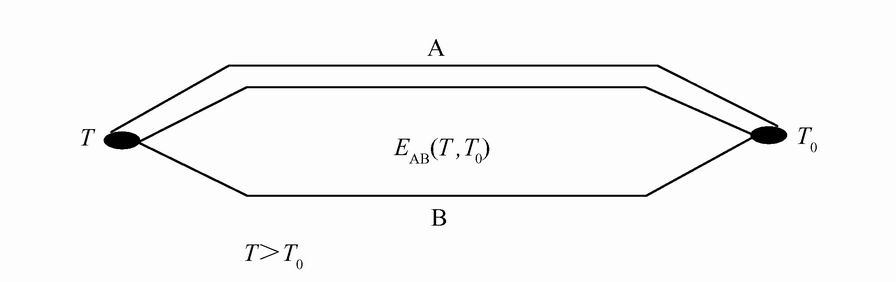 A
T
E_AB(T,T_0)
T_0
B
T>T_0